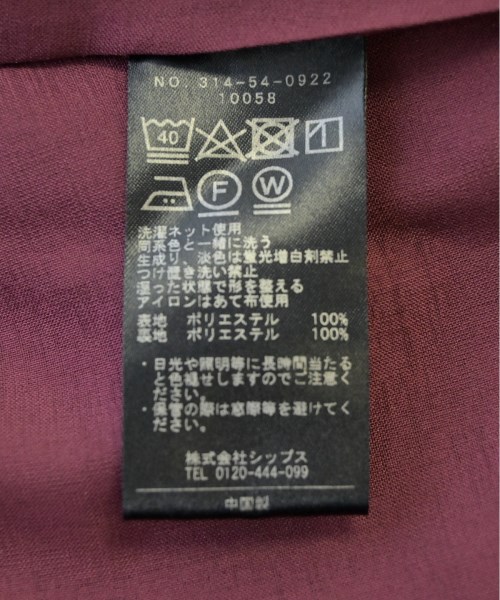 NO. 314-54-0922
10058
40
F W
洗濯ネット使用
同系色と一緒に洗う
生成り、淡色は蛍光増白剤禁止
つけ置き洗い禁止
湿った状態で形を整える
アイロンはあて布使用
表地 ポリエステル 100%
裏地 ポリエステル 100%
・日光や照明等に長時間当たる
と色褪せしますのでご注意く
ださい。
・保管の際は窓際等を避けてく
ださい。
株式会社シップス
TEL 0120-444-099
中国製